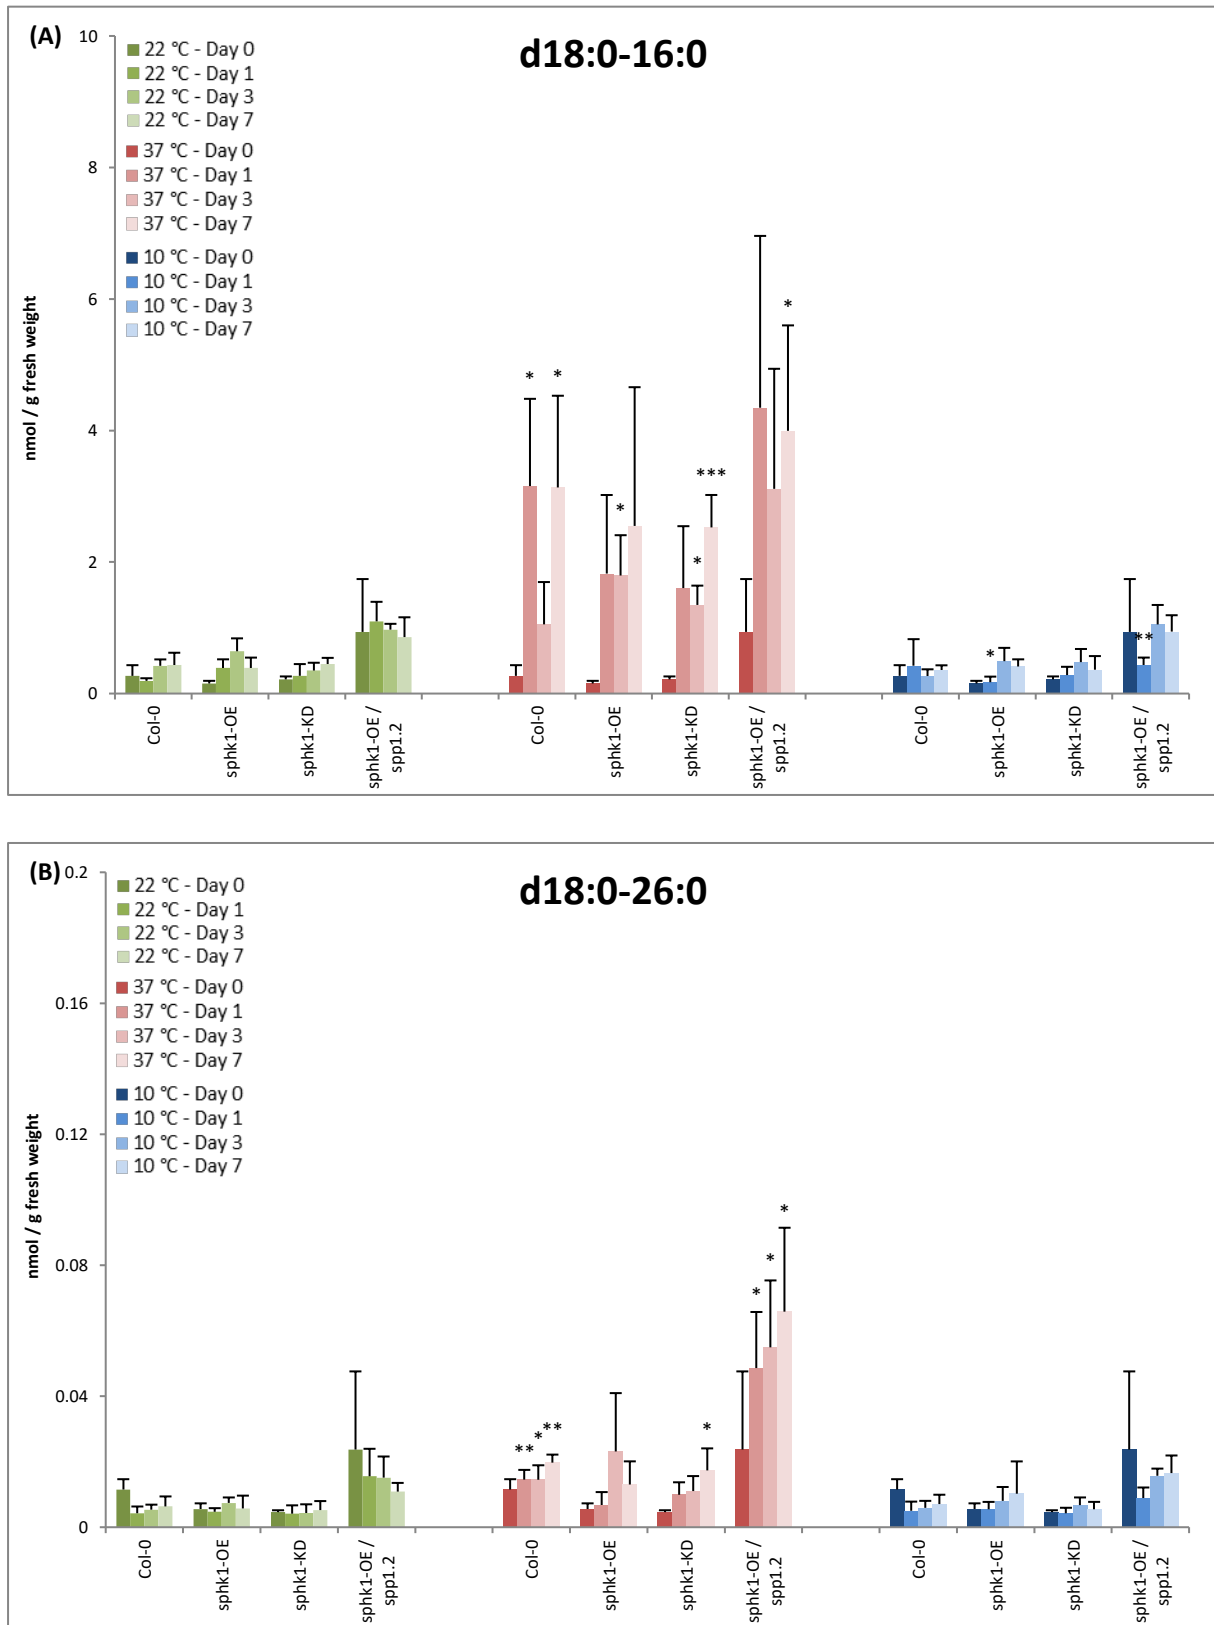 (A)
d18:0-16:0
10
8
6
4
2
0
nmol / g fresh weight
22 °C - Day 0
22 °C - Day 1
22 °C - Day 3
22 °C - Day 7
37 °C - Day 0
37 °C - Day 1
37 °C - Day 3
37 °C - Day 7
10 °C - Day 0
10 °C - Day 1
10 °C - Day 3
10 °C - Day 7
* *
*
* ***
*
*
**
Col-0
sphk1-OE
sphk1-KD
sphk1-OE /
spp1.2
Col-0
sphk1-OE
sphk1-KD
sphk1-OE /
spp1.2
Col-0
sphk1-OE
sphk1-KD
sphk1-OE /
spp1.2
(B)
d18:0-26:0
0.2
0.16
0.12
0.08
0.04
0
nmol / g fresh weight
22 °C - Day 0
22 °C - Day 1
22 °C - Day 3
22 °C - Day 7
37 °C - Day 0
37 °C - Day 1
37 °C - Day 3
37 °C - Day 7
10 °C - Day 0
10 °C - Day 1
10 °C - Day 3
10 °C - Day 7
** * **
*
* * *
Col-0
sphk1-OE
sphk1-KD
sphk1-OE /
spp1.2
Col-0
sphk1-OE
sphk1-KD
sphk1-OE /
spp1.2
Col-0
sphk1-OE
sphk1-KD
sphk1-OE /
spp1.2